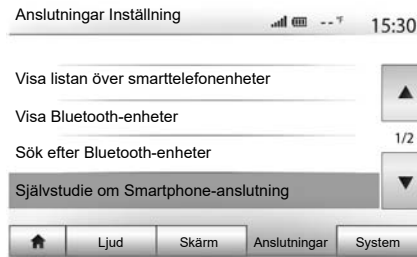 Anslutningar Inställning
-- °F 15:30
Visa listan över smarttelefonenheter
Visa Bluetooth-enheter
1/2
Sök efter Bluetooth-enheter
Självstudie om Smartphone-anslutning
Ljud Skärm Anslutningar System